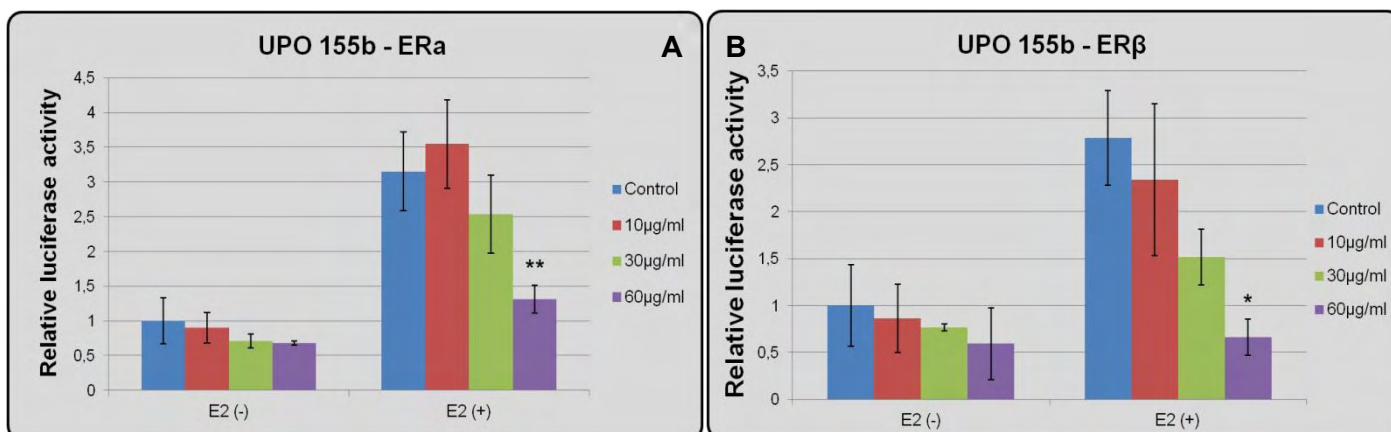 UPO 155b - ERa
A
Relative luciferase activity
4,5
4
3,5
3
2,5
2
1,5
1
0,5
0
**
E2 (-)
E2 (+)
Control
10µg/ml
30µg/ml
60µg/ml
B
UPO 155b - ERβ
Relative luciferase activity
3,5
3
2,5
2
1,5
1
0,5
0
*
E2 (-)
E2 (+)
Control
10µg/ml
30µg/ml
60µg/ml